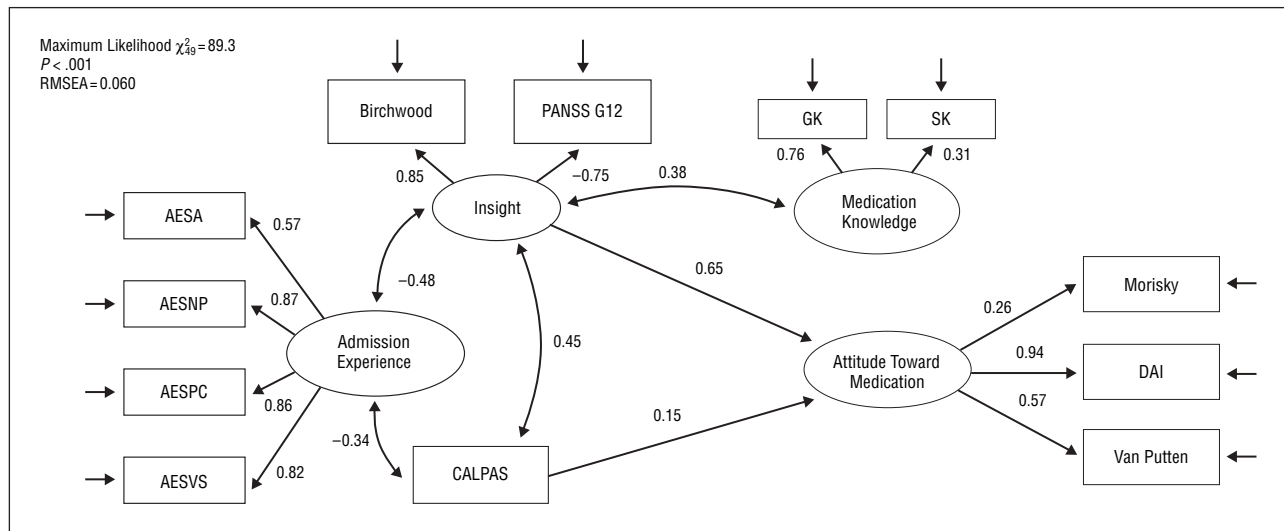 Maximum Likelihood χ²₄₉ = 89.3
P < .001
RMSEA = 0.060
Birchwood
PANSS G12
GK
SK
0.76
0.31
0.85
−0.75
0.38
Insight
Medication
Knowledge
AESA
0.57
−0.48
0.65
AESNP
0.87
Morisky
0.26
Admission
Experience
0.45
Attitude Toward
Medication
0.94
DAI
AESPC
0.86
0.57
−0.34
0.15
AESVS
0.82
CALPAS
Van Putten